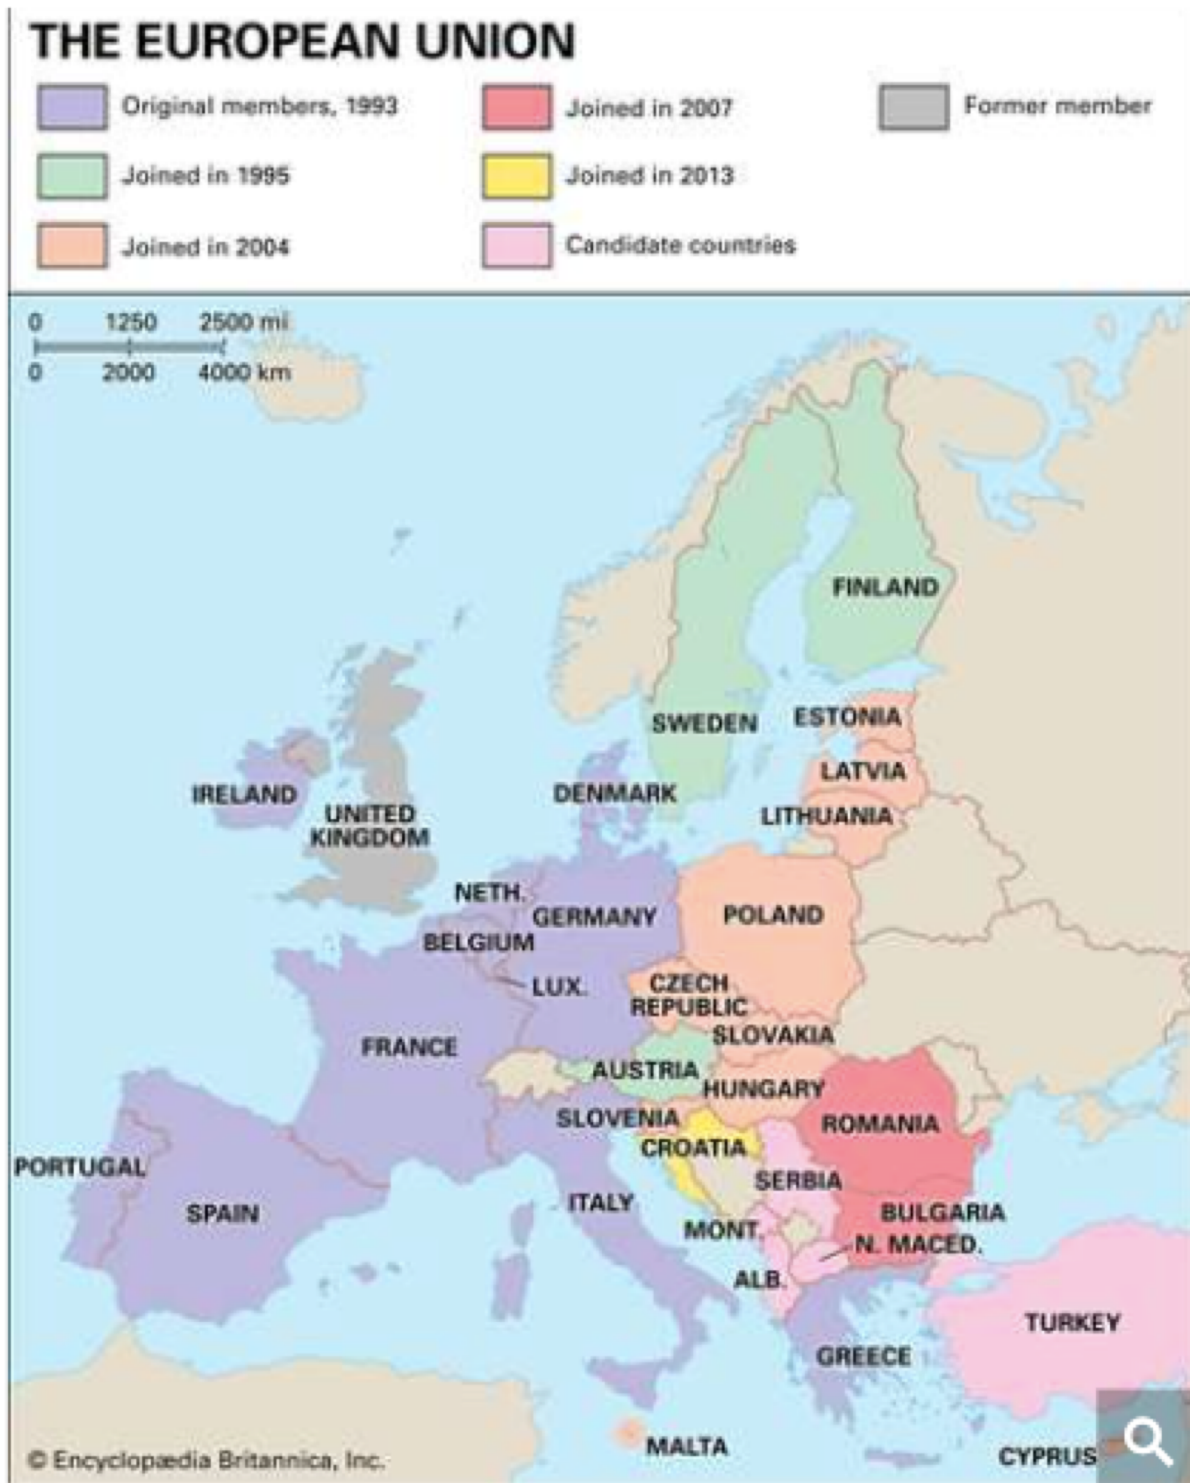 THE EUROPEAN UNION
Original members, 1993
Joined in 2007
Former member
Joined in 1995
Joined in 2013
Joined in 2004
Candidate countries
0 1250 2500 mi
0 2000 4000 km
FINLAND
SWEDEN
ESTONIA
LATVIA
IRELAND
DENMARK
UNITED
KINGDOM
LITHUANIA
NETH.
GERMANY
POLAND
BELGIUM
LUX.
CZECH
REPUBLIC
SLOVAKIA
FRANCE
AUSTRIA
HUNGARY
SLOVENIA
ROMANIA
CROATIA
PORTUGAL
SERBIA
SPAIN
ITALY
BULGARIA
MONT.
N. MACED.
ALB.
TURKEY
GREECE
MALTA
CYPRUS
© Encyclopædia Britannica, Inc.